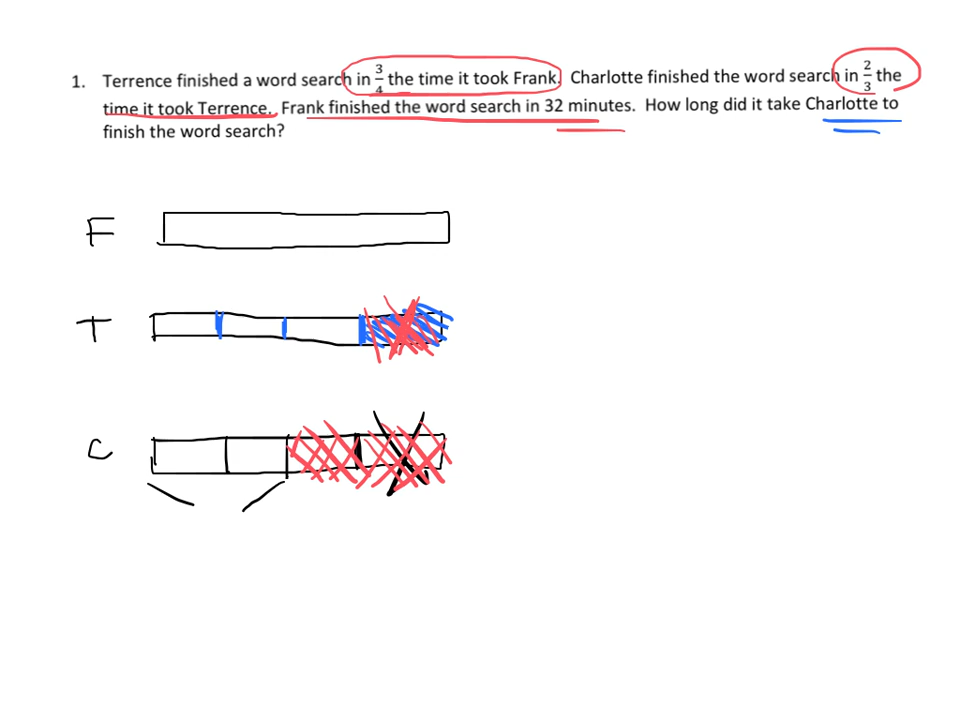 1. Terrence finished a word search in 3/4 the time it took Frank. Charlotte finished the word search in 2/3 the
time it took Terrence. Frank finished the word search in 32 minutes. How long did it take Charlotte to
finish the word search?
F
T
C